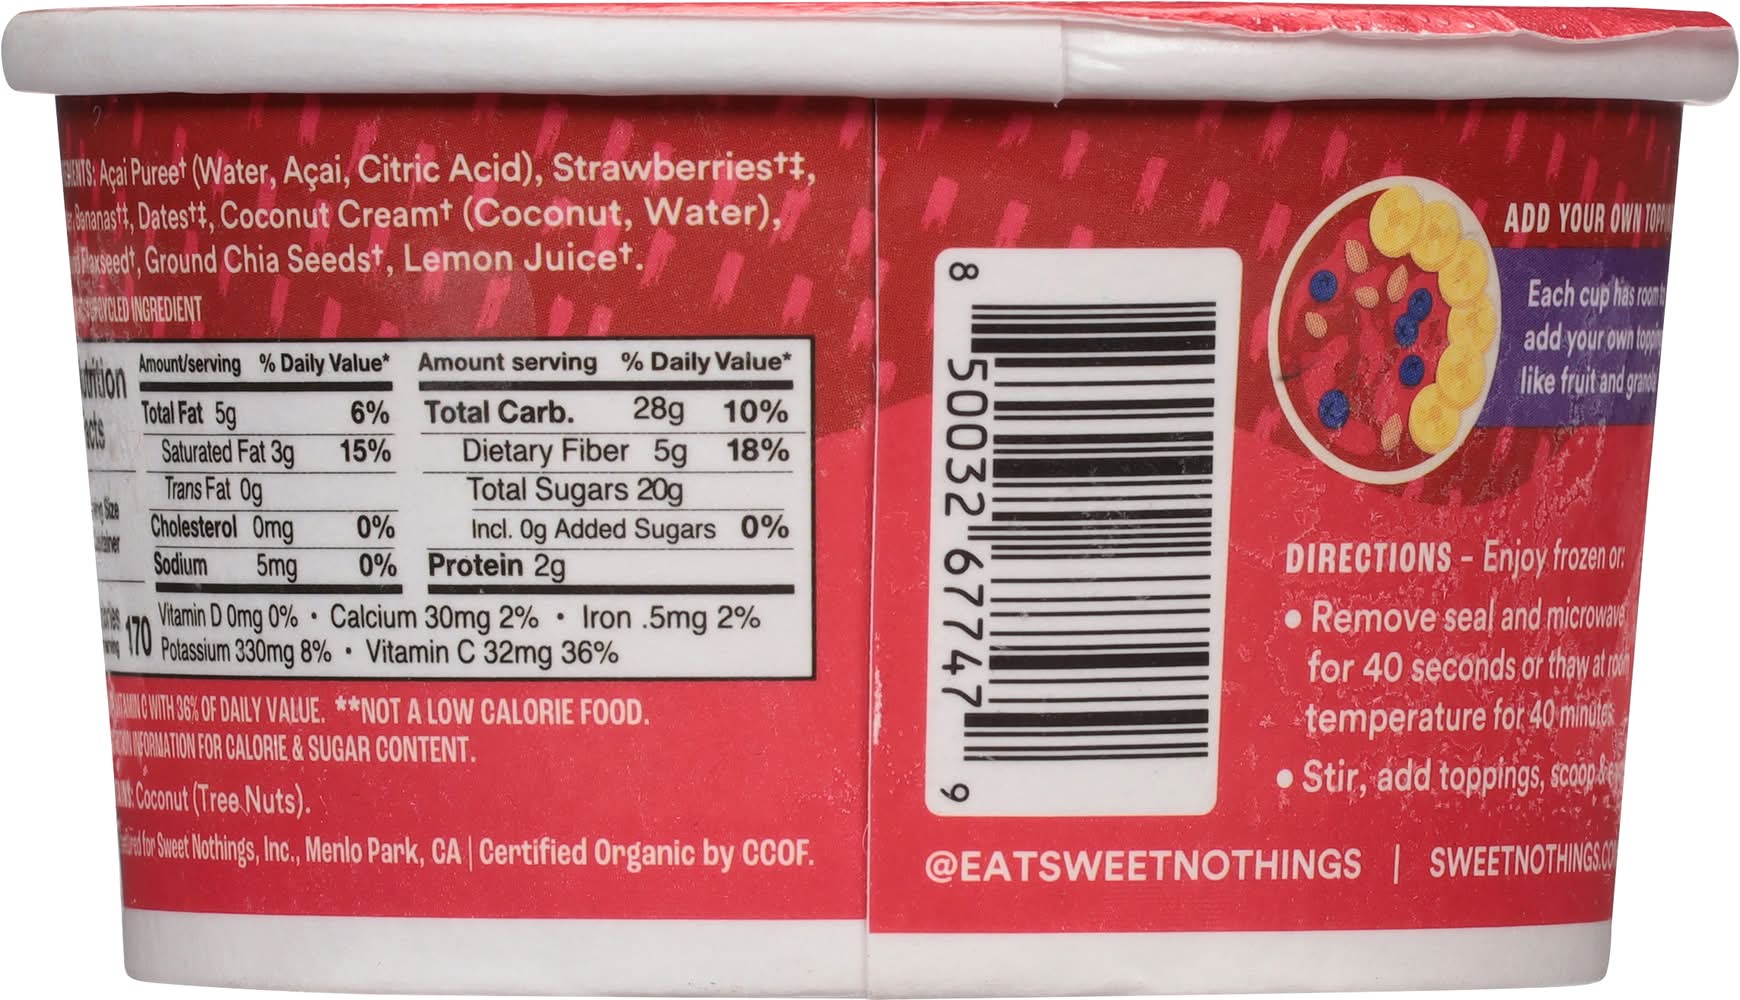 Açai Puree† (Water, Açai, Citric Acid), Strawberries†‡,
Bananas†‡, Dates†‡, Coconut Cream† (Coconut, Water),
Flaxseed†, Ground Chia Seeds†, Lemon Juice†.
INGREDIENT
Amount/serving % Daily Value* Amount serving % Daily Value*
Total Fat 5g 6% Total Carb. 28g 10%
Saturated Fat 3g 15% Dietary Fiber 5g 18%
Trans Fat 0g Total Sugars 20g
Cholesterol 0mg 0% Incl. 0g Added Sugars 0%
Sodium 5mg 0% Protein 2g
170 Vitamin D 0mg 0% • Calcium 30mg 2% • Iron .5mg 2%
Potassium 330mg 8% • Vitamin C 32mg 36%
C WITH 36% OF DAILY VALUE. **NOT A LOW CALORIE FOOD.
INFORMATION FOR CALORIE & SUGAR CONTENT.
Coconut (Tree Nuts).
for Sweet Nothings, Inc., Menlo Park, CA | Certified Organic by CCOF.
8 50032 67747 9
ADD YOUR OWN
Each cup has room
add your own
like fruit and
DIRECTIONS - Enjoy frozen or:
• Remove seal and microwave
for 40 seconds or thaw at
temperature for 40 minutes
• Stir, add toppings, scoop &
@EATSWEETNOTHINGS | SWEETNOTHINGS.CO